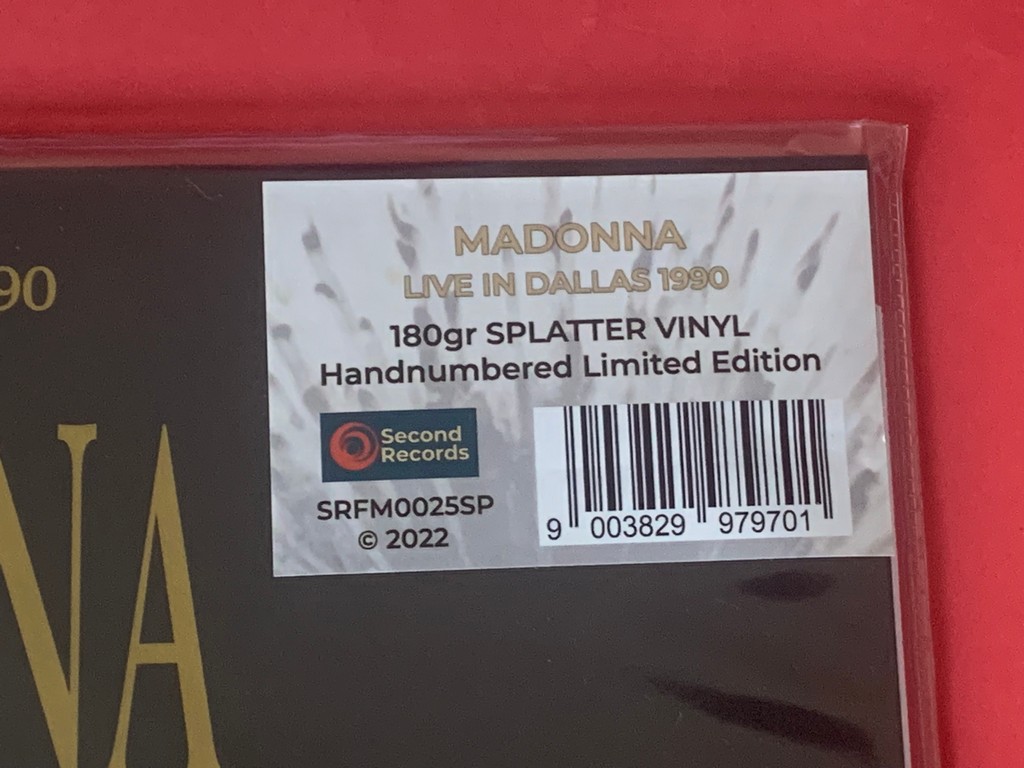 90
NA
MADONNA
LIVE IN DALLAS 1990
180gr SPLATTER VINYL
Handnumbered Limited Edition
Second
Records
SRFM0025SP
© 2022
9 003829 979701